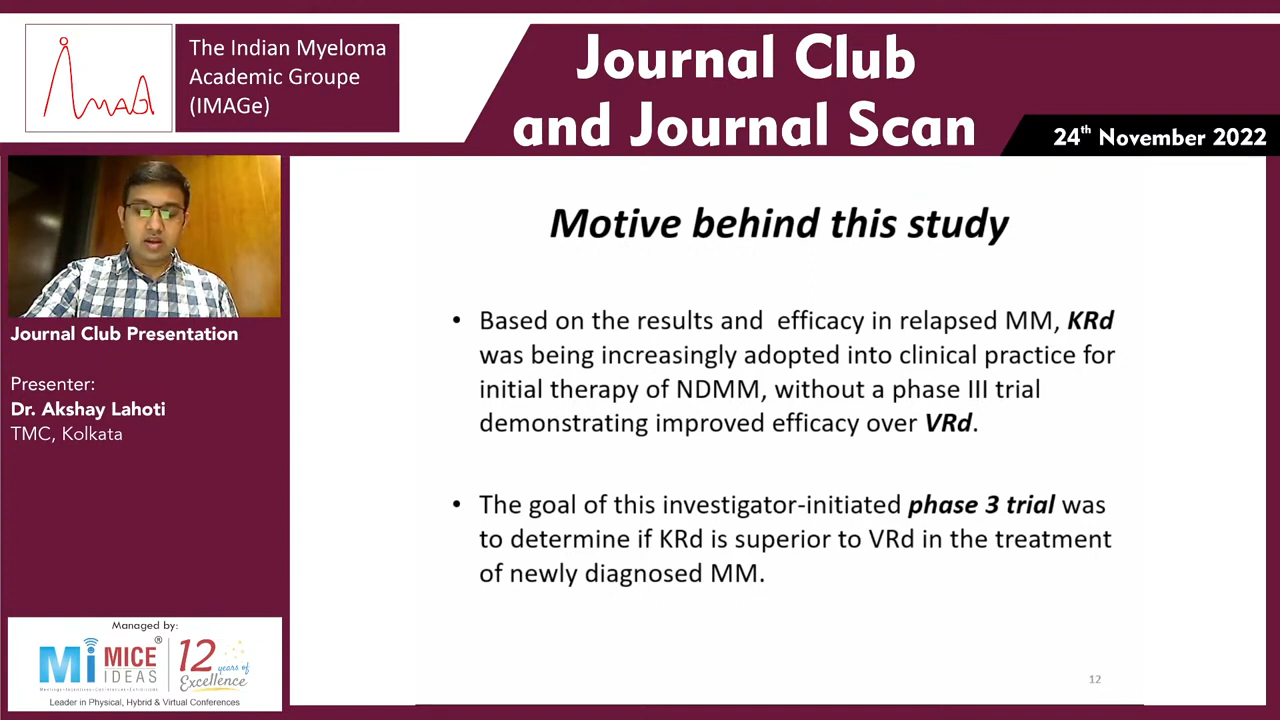 The Indian Myeloma
Academic Groupe
(IMAGe)
ImAG
Journal Club
and Journal Scan
24th November 2022
Journal Club Presentation
Presenter:
Dr. Akshay Lahoti
TMC, Kolkata
Motive behind this study
• Based on the results and efficacy in relapsed MM, KRd
was being increasingly adopted into clinical practice for
initial therapy of NDMM, without a phase III trial
demonstrating improved efficacy over VRd.
• The goal of this investigator-initiated phase 3 trial was
to determine if KRd is superior to VRd in the treatment
of newly diagnosed MM.
12
Managed by:
Mi MICE IDEAS ®
12 years of Excellence
Leader in Physical, Hybrid & Virtual Conferences